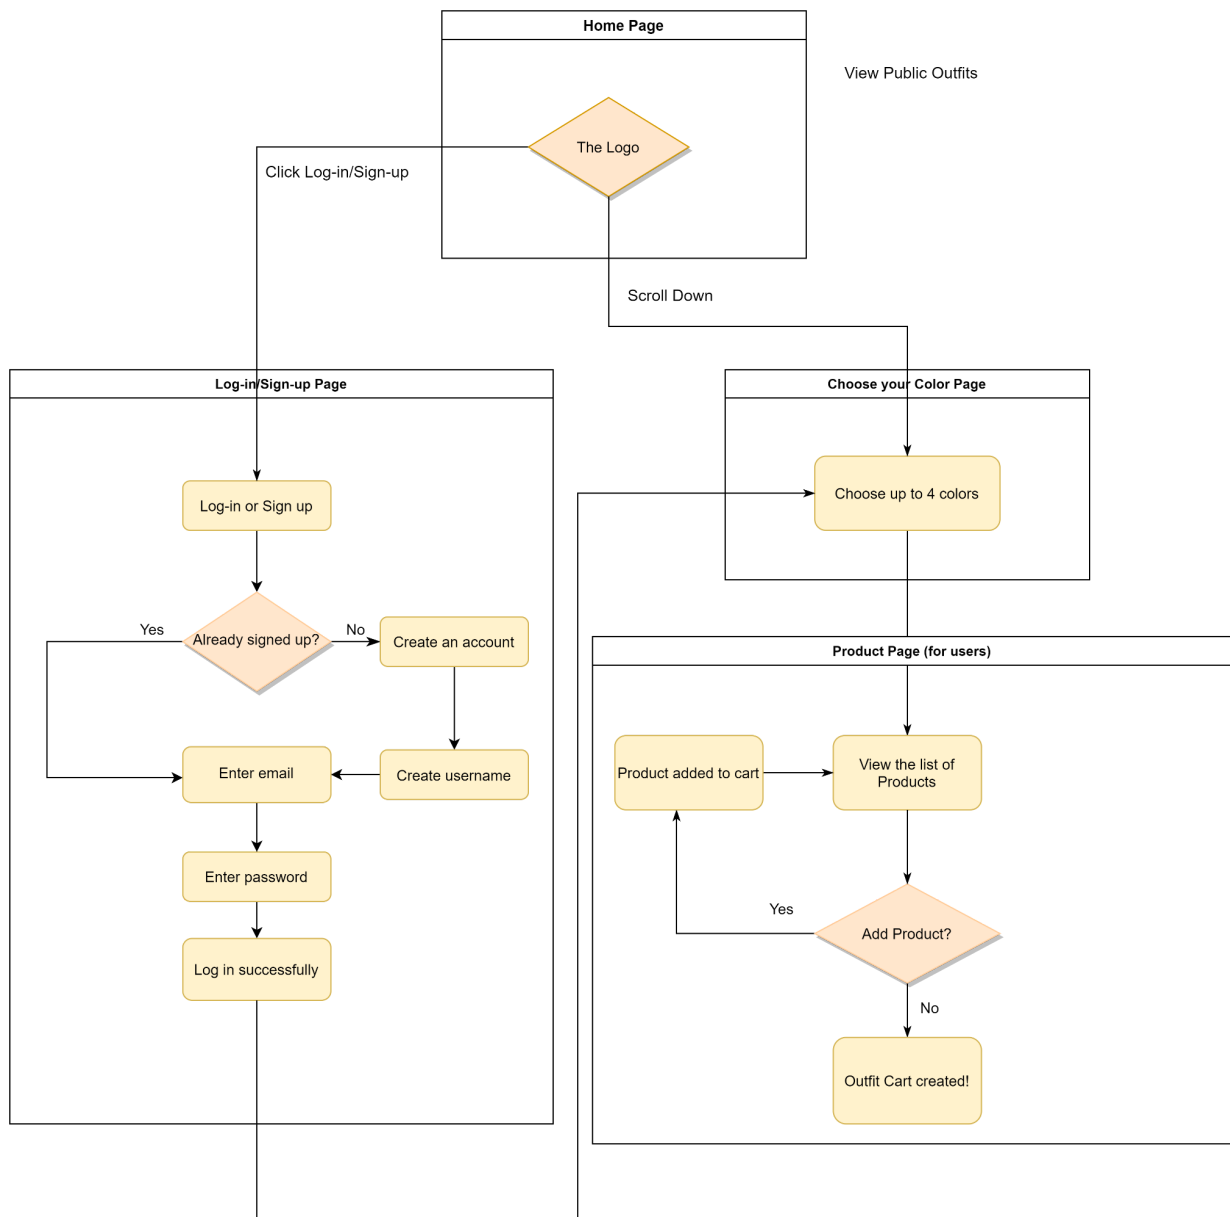 Home Page
View Public Outfits
The Logo
Click Log-in/Sign-up
Scroll Down
Log-in/Sign-up Page
Choose your Color Page
Log-in or Sign up
Choose up to 4 colors
Yes
Already signed up?
No
Create an account
Product Page (for users)
Enter email
Create username
Product added to cart
View the list of
Products
Enter password
Yes
Add Product?
Log in successfully
No
Outfit Cart created!